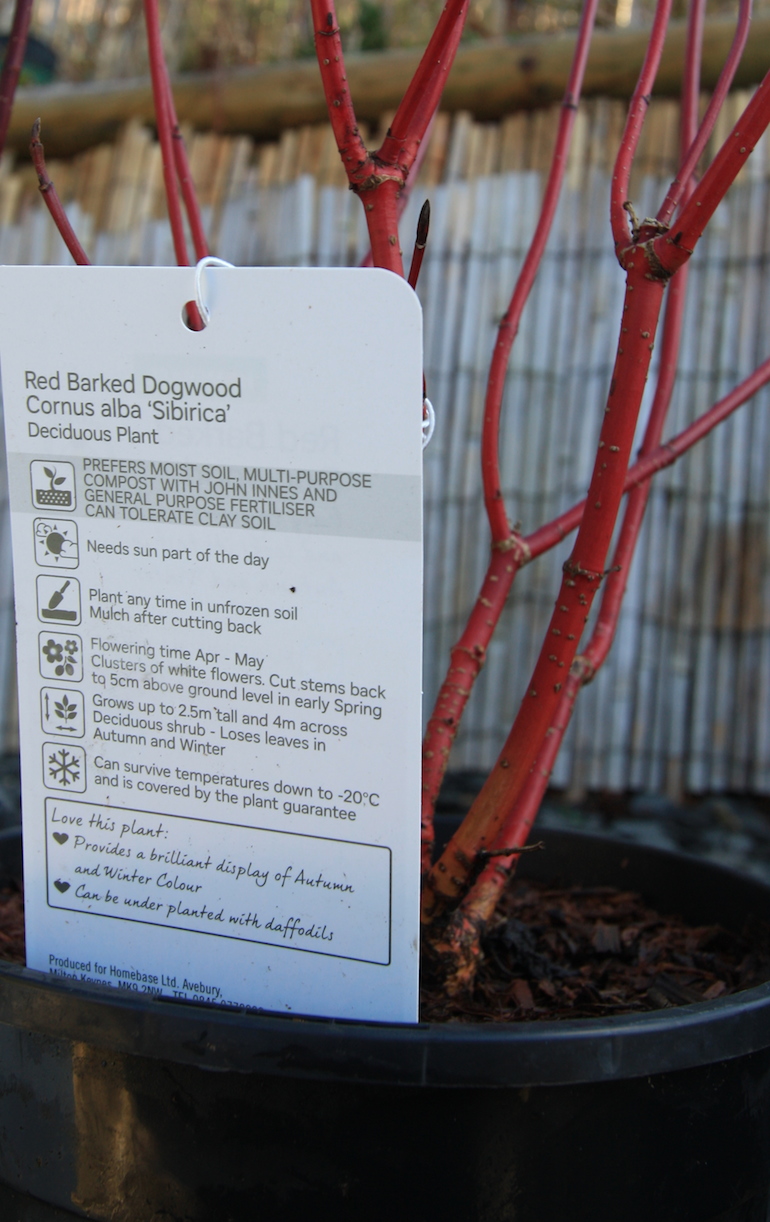 Red Barked Dogwood
Cornus alba ‘Sibirica’
Deciduous Plant
PREFERS MOIST SOIL, MULTI-PURPOSE
COMPOST WITH JOHN INNES AND
GENERAL PURPOSE FERTILISER
CAN TOLERATE CLAY SOIL
Needs sun part of the day
Plant any time in unfrozen soil
Mulch after cutting back
Flowering time Apr - May
Clusters of white flowers. Cut stems back
to 5cm above ground level in early Spring
Grows up to 2.5m tall and 4m across
Deciduous shrub - Loses leaves in
Autumn and Winter
Can survive temperatures down to -20°C
and is covered by the plant guarantee
Love this plant:
Provides a brilliant display of Autumn
and Winter Colour
Can be under planted with daffodils
Produced for Homebase Ltd. Avebury,
Milton Keynes, MK9 2NW. TEL